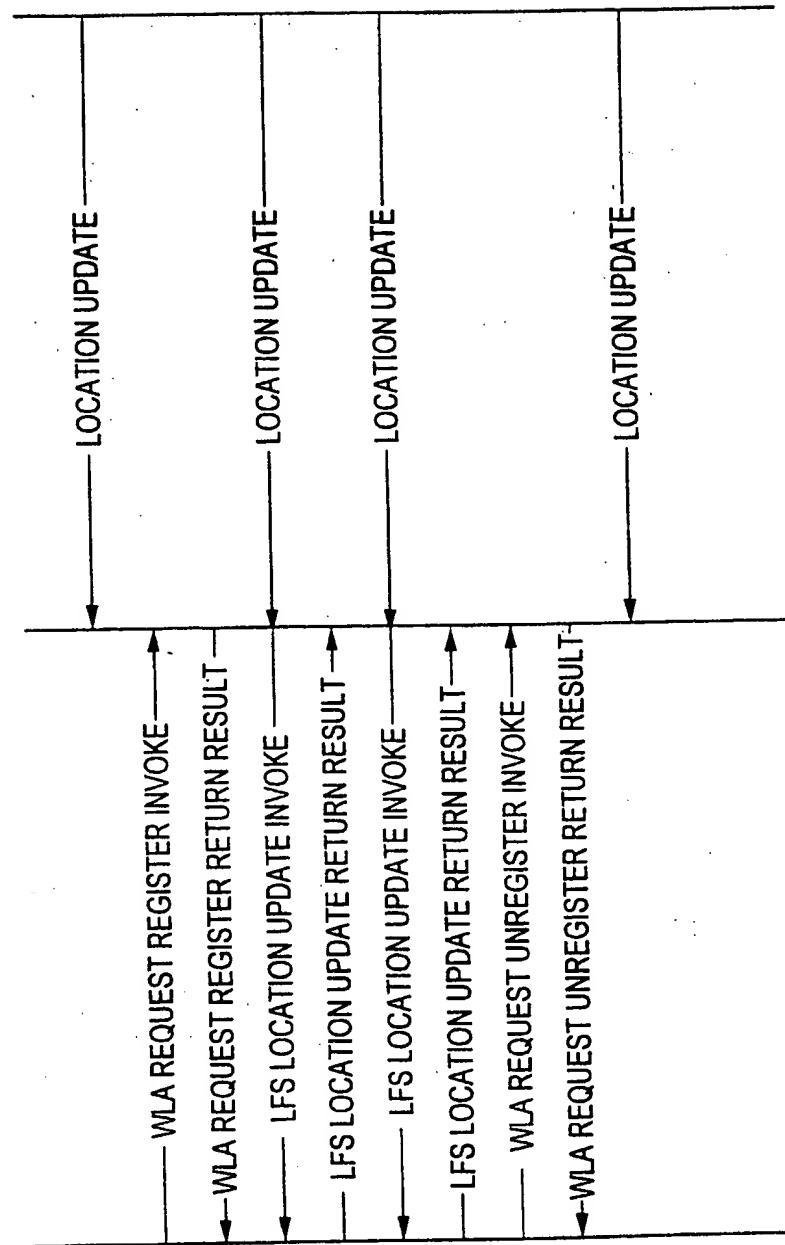 LOCATION UPDATE
WLA REQUEST REGISTER INVOKE
WLA REQUEST REGISTER RETURN RESULT
LOCATION UPDATE
LFS LOCATION UPDATE INVOKE
LFS LOCATION UPDATE RETURN RESULT
LOCATION UPDATE
LFS LOCATION UPDATE INVOKE
LFS LOCATION UPDATE RETURN RESULT
WLA REQUEST UNREGISTER INVOKE
WLA REQUEST UNREGISTER RETURN RESULT
LOCATION UPDATE